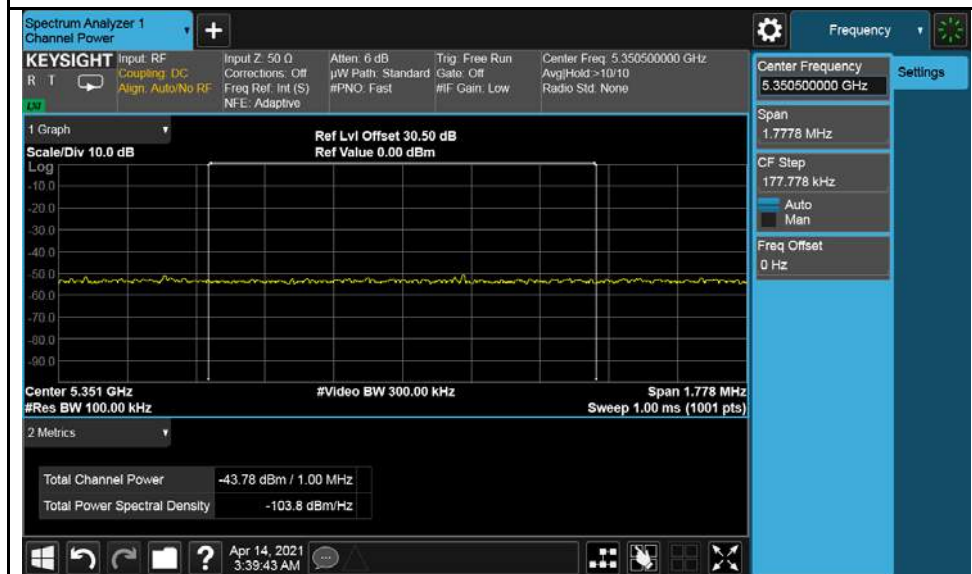 Spectrum Analyzer 1
Channel Power
+
Frequency
KEYSIGHT
R T
LXI
Input: RF
Coupling: DC
Align: Auto/No RF
Input Z: 50 Ω
Corrections: Off
Freq Ref: Int (S)
NFE: Adaptive
Atten: 6 dB
µW Path: Standard
#PNO: Fast
Trig: Free Run
Gate: Off
#IF Gain: Low
Center Freq: 5.350500000 GHz
Avg|Hold:>10/10
Radio Std: None
Center Frequency
5.350500000 GHz
Settings
Span
1.7778 MHz
CF Step
177.778 kHz
Auto
Man
Freq Offset
0 Hz
1 Graph
Scale/Div 10.0 dB
Ref Lvl Offset 30.50 dB
Ref Value 0.00 dBm
Log
-10.0
-20.0
-30.0
-40.0
-50.0
-60.0
-70.0
-80.0
-90.0
Center 5.351 GHz
#Video BW 300.00 kHz
Span 1.778 MHz
#Res BW 100.00 kHz
Sweep 1.00 ms (1001 pts)
2 Metrics
Total Channel Power -43.78 dBm / 1.00 MHz
Total Power Spectral Density -103.8 dBm/Hz
?
Apr 14, 2021
3:39:43 AM